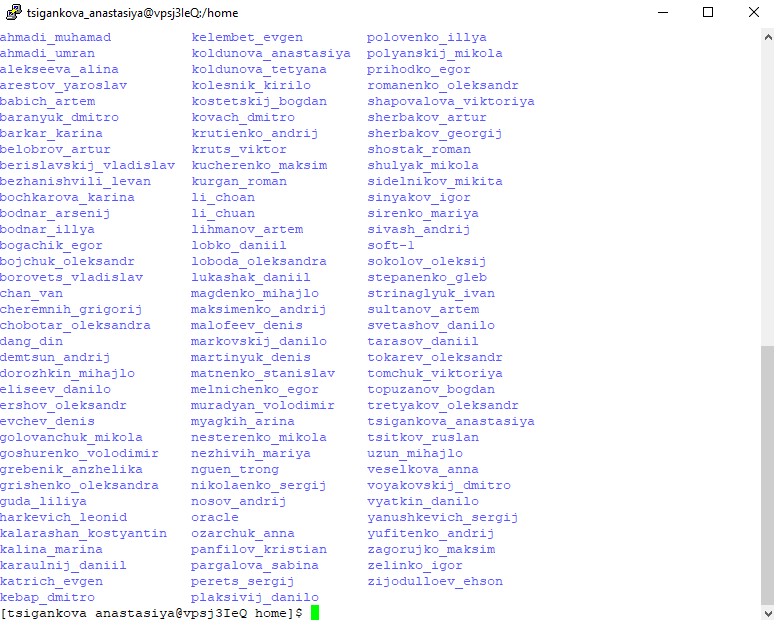 tsigankova_anastasiya@vpsj3IeQ:/home
ahmadi_muhamad kelembet_evgen polovenko_illya
ahmadi_umran koldunova_anastasiya polyanskij_mikola
alekseeva_alina koldunova_tetyana prihodko_egor
arestov_yaroslav kolesnik_kirilo romanenko_oleksandr
babich_artem kostetskij_bogdan shapovalova_viktoriya
baranyuk_dmitro kovach_dmitro sherbakov_artur
barkar_karina krutienko_andrij sherbakov_georgij
belobrov_artur kruts_viktor shostak_roman
berislavskij_vladislav kucherenko_maksim shulyak_mikola
bezhanishvili_levan kurgan_roman sidelnikov_mikita
bochkarova_karina li_choan sinyakov_igor
bodnar_arsenij li_chuan sirenko_mariya
bodnar_illya lihmanov_artem sivash_andrij
bogachik_egor lobko_daniil soft-1
bojchuk_oleksandr loboda_oleksandra sokolov_oleksij
borovets_vladislav lukashak_daniil stepanenko_gleb
chan_van magdenko_mihajlo strinaglyuk_ivan
cheremnih_grigorij maksimenko_andrij sultanov_artem
chobotar_oleksandra malofeev_denis svetashov_danilo
dang_din markovskij_danilo tarasov_daniil
demtsun_andrij martinyuk_denis tokarev_oleksandr
dorozhkin_mihajlo matnenko_stanislav tomchuk_viktoriya
eliseev_danilo melnichenko_egor topuzanov_bogdan
ershov_oleksandr muradyan_volodimir tretyakov_oleksandr
evchev_denis myagkih_arina tsigankova_anastasiya
golovanchuk_mikola nesterenko_mikola tsitkov_ruslan
goshurenko_volodimir nezhivih_mariya uzun_mihajlo
grebenik_anzhelika nguen_trong veselkova_anna
grishenko_oleksandra nikolaenko_sergij voyakovskij_dmitro
guda_liliya nosov_andrij vyatkin_danilo
harkevich_leonid oracle yanushkevich_sergij
kalarashan_kostyantin ozarchuk_anna yufitenko_andrij
kalina_marina panfilov_kristian zagorujko_maksim
karaulnij_daniil pargalova_sabina zelinko_igor
katrich_evgen perets_sergij zijodulloev_ehson
kebap_dmitro plaksivij_danilo
[tsigankova_anastasiya@vpsj3IeQ home]$